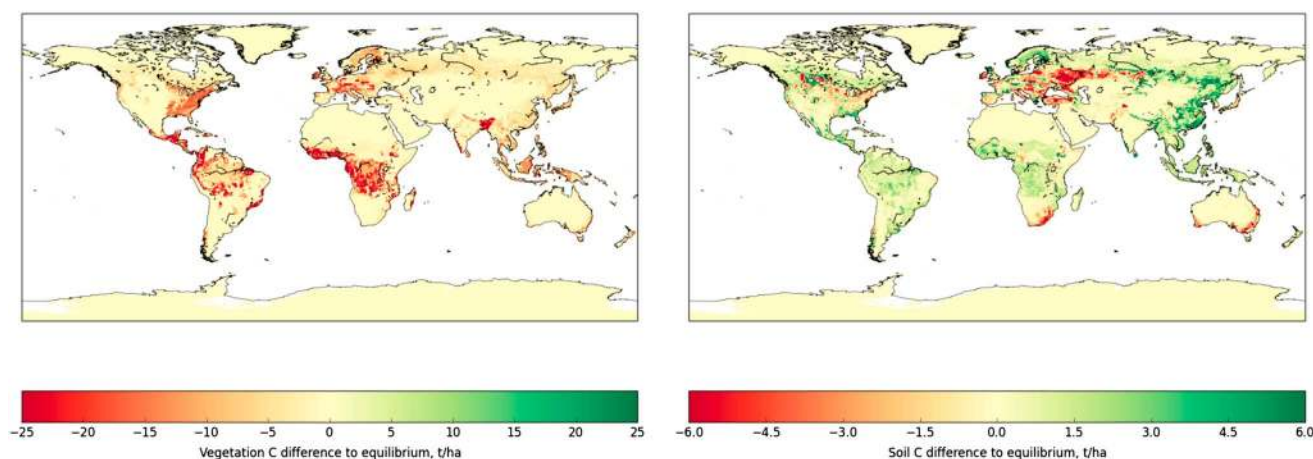 −25 −20 −15 −10 −5 0 5 10 15 20 25
Vegetation C difference to equilibrium, t/ha
−6.0 −4.5 −3.0 −1.5 0.0 1.5 3.0 4.5 6.0
Soil C difference to equilibrium, t/ha